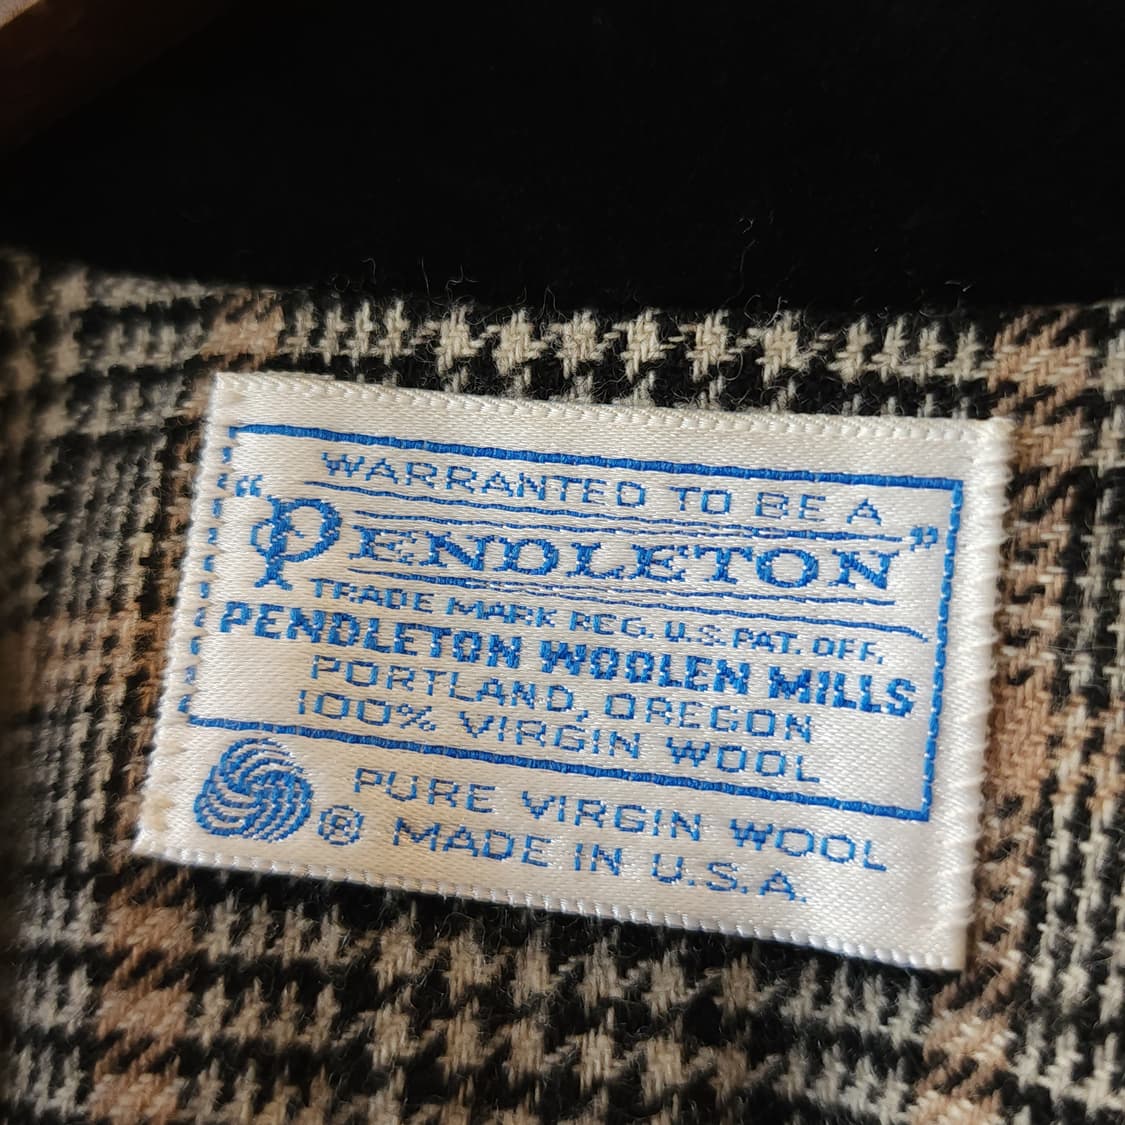 WARRANTED TO BE A
"PENDLETON"
TRADE MARK REG. U.S. PAT. OFF.
PENDLETON WOOLEN MILLS
PORTLAND, OREGON
100% VIRGIN WOOL
PURE VIRGIN WOOL
® MADE IN U.S.A.